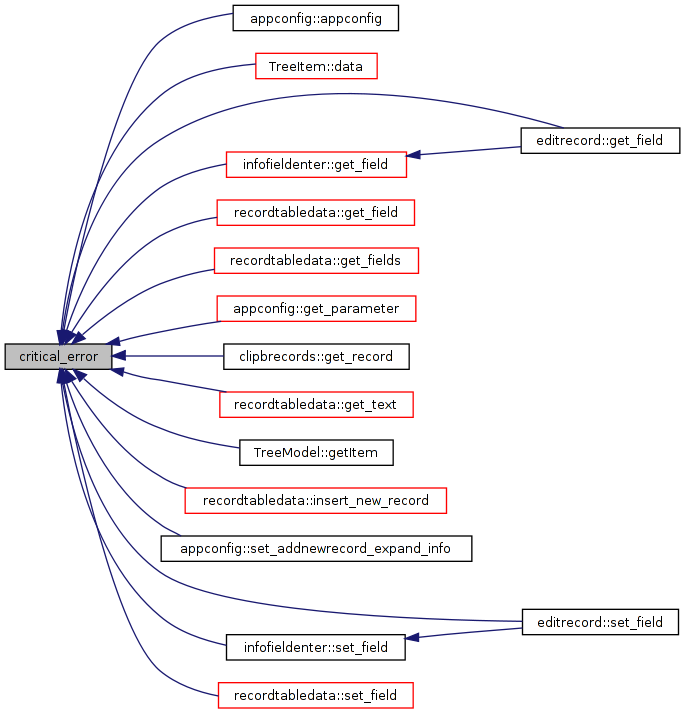 appconfig::appconfig
TreeItem::data
editrecord::get_field
infofieldenter::get_field
recordtabledata::get_field
recordtabledata::get_fields
appconfig::get_parameter
critical_error
clipbrecords::get_record
recordtabledata::get_text
TreeModel::getItem
recordtabledata::insert_new_record
appconfig::set_addnewrecord_expand_info
editrecord::set_field
infofieldenter::set_field
recordtabledata::set_field